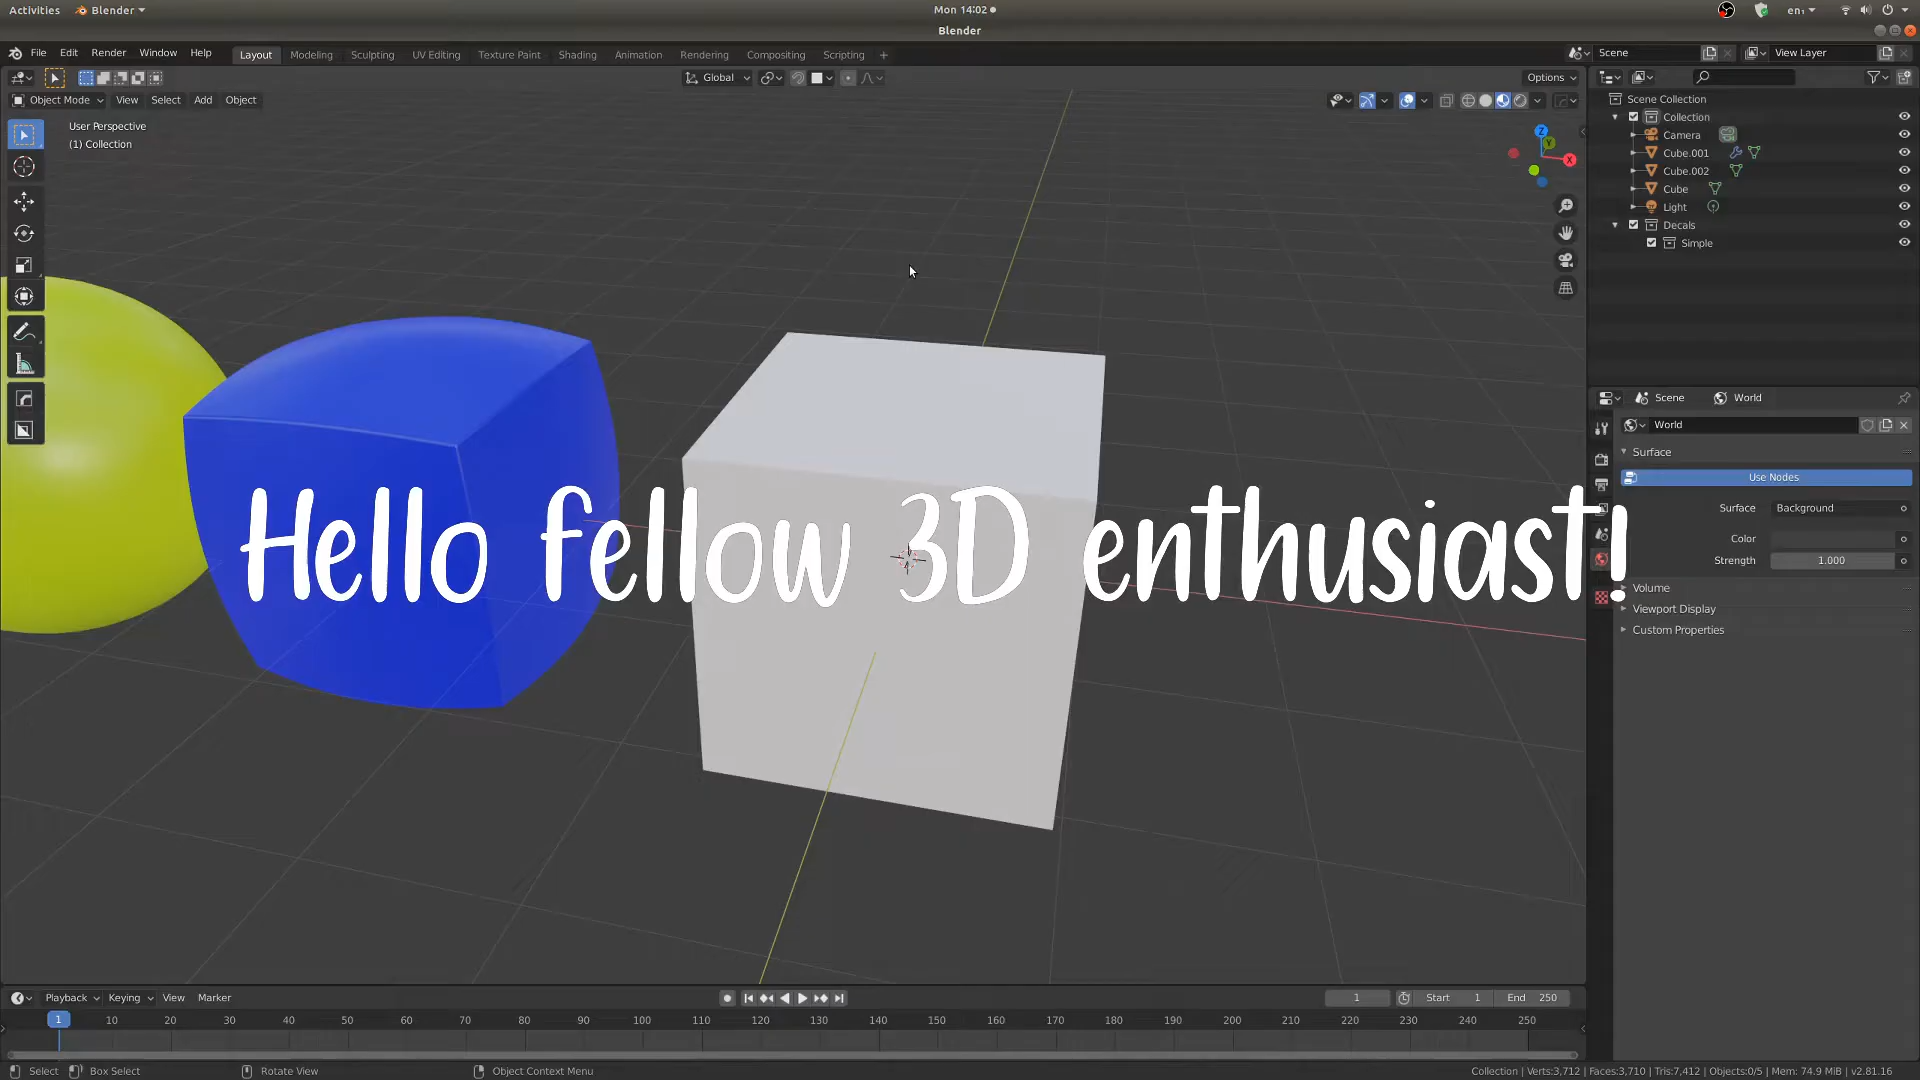 Activities Blender Mon 14:02 en₁
Blender
File Edit Render Window Help Layout Modeling Sculpting UV Editing Texture Paint Shading Animation Rendering Compositing Scripting + Scene View Layer
Global Options
Object Mode View Select Add Object
User Perspective
(1) Collection
Z
Y
X
Scene Collection
Collection
Camera
Cube.001
Cube.002
Cube
Light
Decals
Simple
Scene World
World
Surface
Use Nodes
Surface Background
Color
Strength 1.000
Volume
Viewport Display
Custom Properties
Hello fellow 3D enthusiast!
Playback Keying View Marker 1 Start 1 End 250
1 10 20 30 40 50 60 70 80 90 100 110 120 130 140 150 160 170 180 190 200 210 220 230 240 250
Select Box Select Rotate View Object Context Menu Collection | Verts:3,712 | Faces:3,710 | Tris:7,412 | Objects:0/5 | Mem: 74.9 MiB | v2.81.16